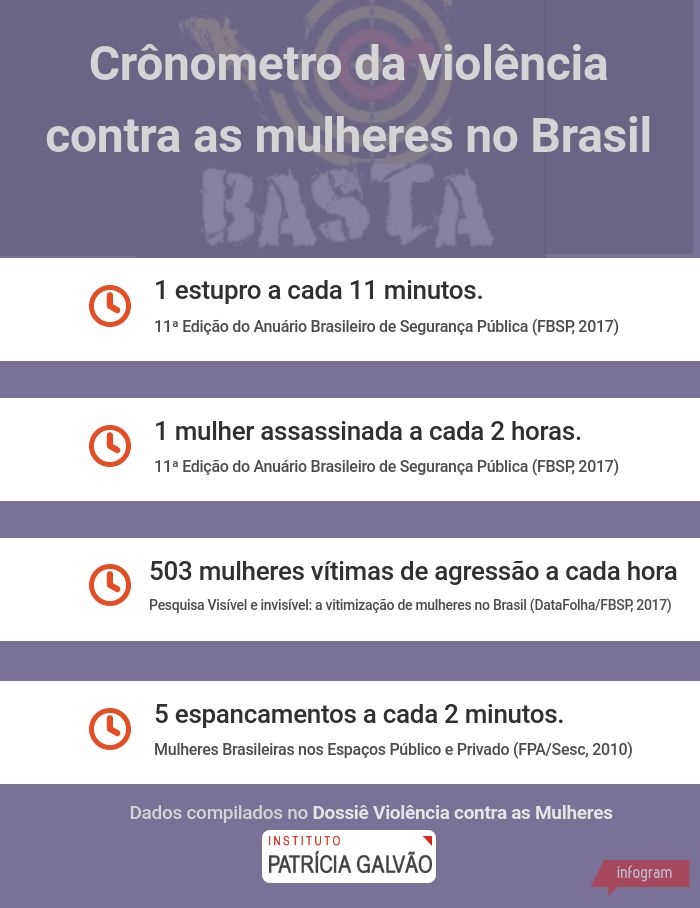 Crônometro da violência
contra as mulheres no Brasil
BASTA
1 estupro a cada 11 minutos.
11ª Edição do Anuário Brasileiro de Segurança Pública (FBSP, 2017)
1 mulher assassinada a cada 2 horas.
11ª Edição do Anuário Brasileiro de Segurança Pública (FBSP, 2017)
503 mulheres vítimas de agressão a cada hora
Pesquisa Visível e invisível: a vitimização de mulheres no Brasil (DataFolha/FBSP, 2017)
5 espancamentos a cada 2 minutos.
Mulheres Brasileiras nos Espaços Público e Privado (FPA/Sesc, 2010)
Dados compilados no Dossiê Violência contra as Mulheres
INSTITUTO
PATRÍCIA GALVÃO
infogram